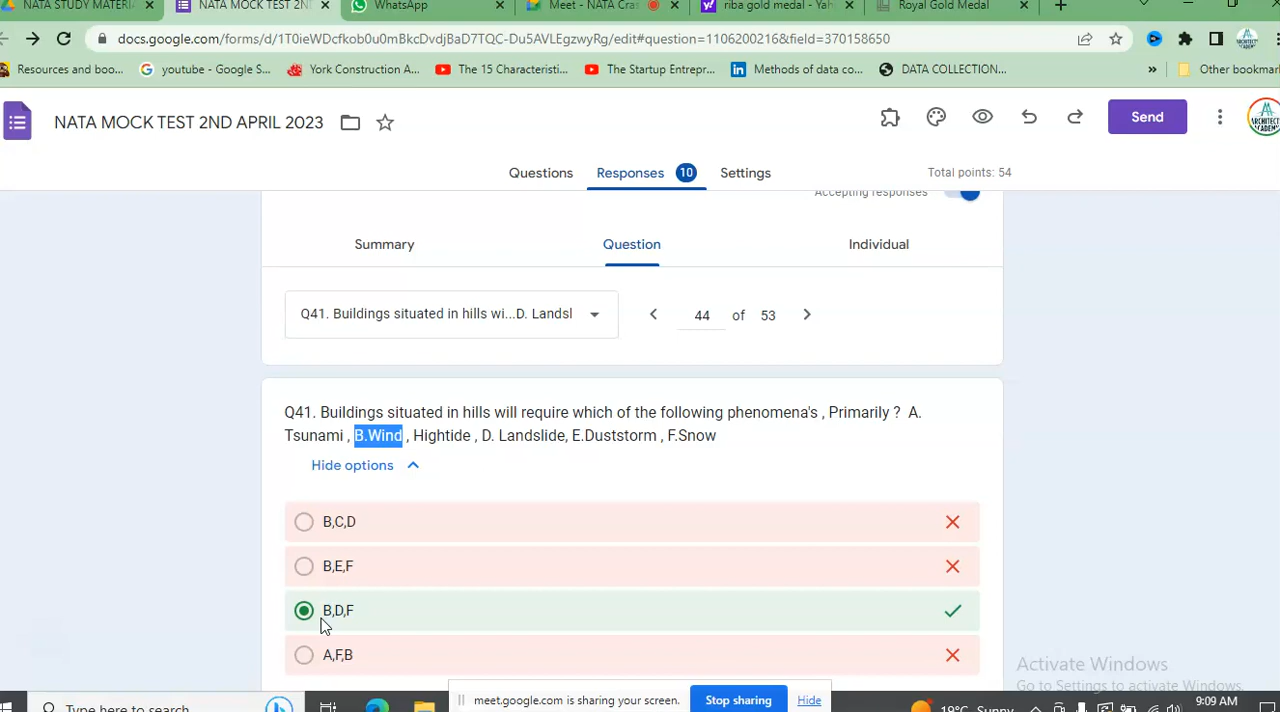 NATA STUDY MATERI
NATA MOCK TEST 2ND
WhatsApp
Meet - NATA Cras
riba gold medal - Yah
Royal Gold Medal
docs.google.com/forms/d/1T0ieWDcfkob0u0mBkcDvdjBaD7TQC-Du5AVLEgzwyRg/edit#question=1106200216&field=370158650
Resources and boo...
youtube - Google S...
York Construction A...
The 15 Characteristi...
The Startup Entrepr...
Methods of data co...
DATA COLLECTION...
»
Other bookmar
NATA MOCK TEST 2ND APRIL 2023
Send
ARCHITECT
ACADEMY
Questions
Responses 10
Settings
Total points: 54
Accepting responses
Summary
Question
Individual
Q41. Buildings situated in hills wi...D. Landsl
44 of 53
Q41. Buildings situated in hills will require which of the following phenomena's , Primarily ? A.
Tsunami , B.Wind , Hightide , D. Landslide, E.Duststorm , F.Snow
Hide options
B,C,D
B,E,F
B,D,F
A,F,B
Activate Windows
Go to Settings to activate Windows.
meet.google.com is sharing your screen.
Stop sharing
Hide
Type here to search
19°C Sunny
9:09 AM